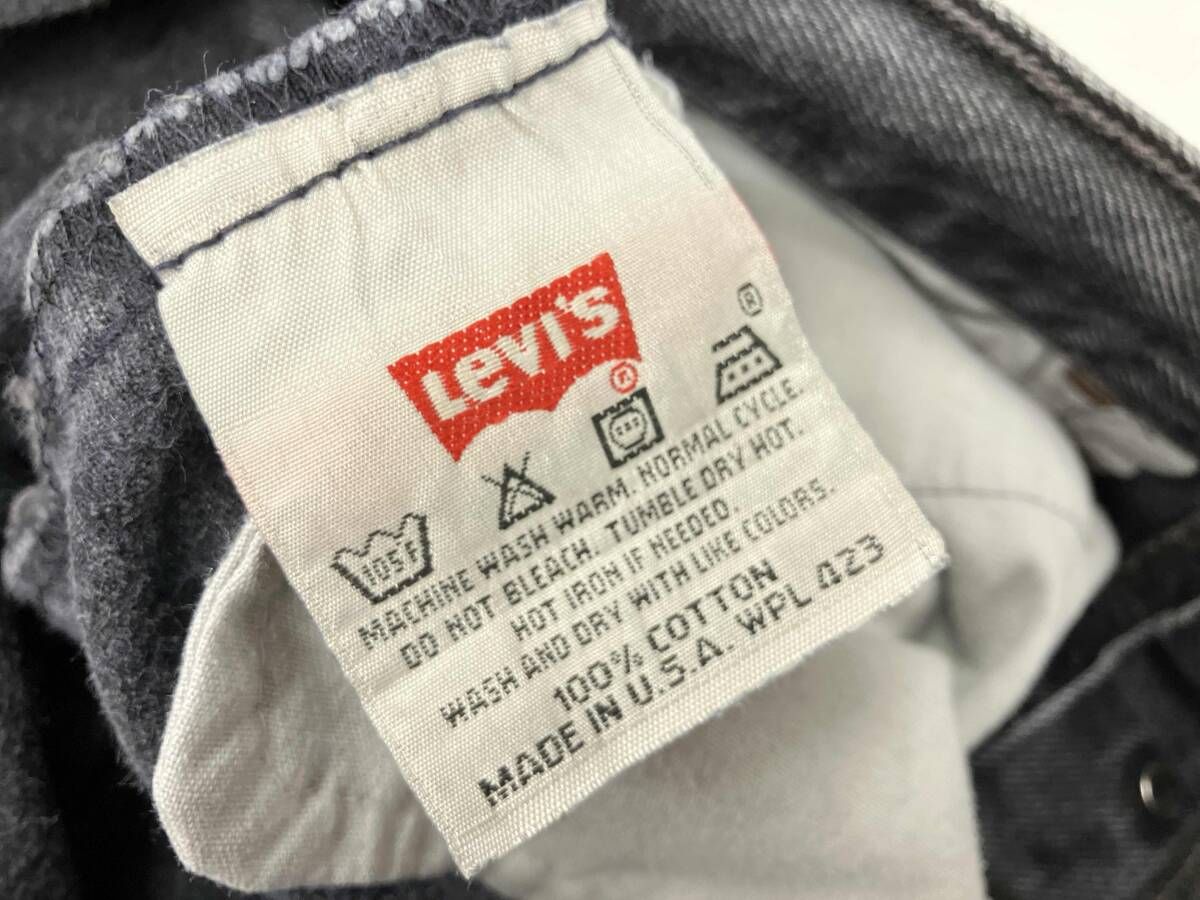 Levi's
®
®
105F
MACHINE WASH WARM. NORMAL CYCLE.
DO NOT BLEACH. TUMBLE DRY HOT.
HOT IRON IF NEEDED.
WASH AND DRY WITH LIKE COLORS.
100% COTTON
MADE IN U.S.A. WPL 423